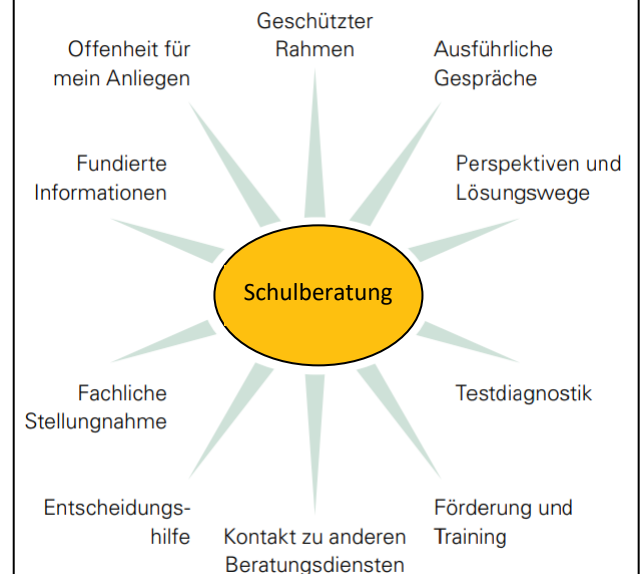 Geschützter
Rahmen
Offenheit für
mein Anliegen
Ausführliche
Gespräche
Fundierte
Informationen
Perspektiven und
Lösungswege
Schulberatung
Fachliche
Stellungnahme
Testdiagnostik
Entscheidungs-
hilfe
Kontakt zu anderen
Beratungsdiensten
Förderung und
Training